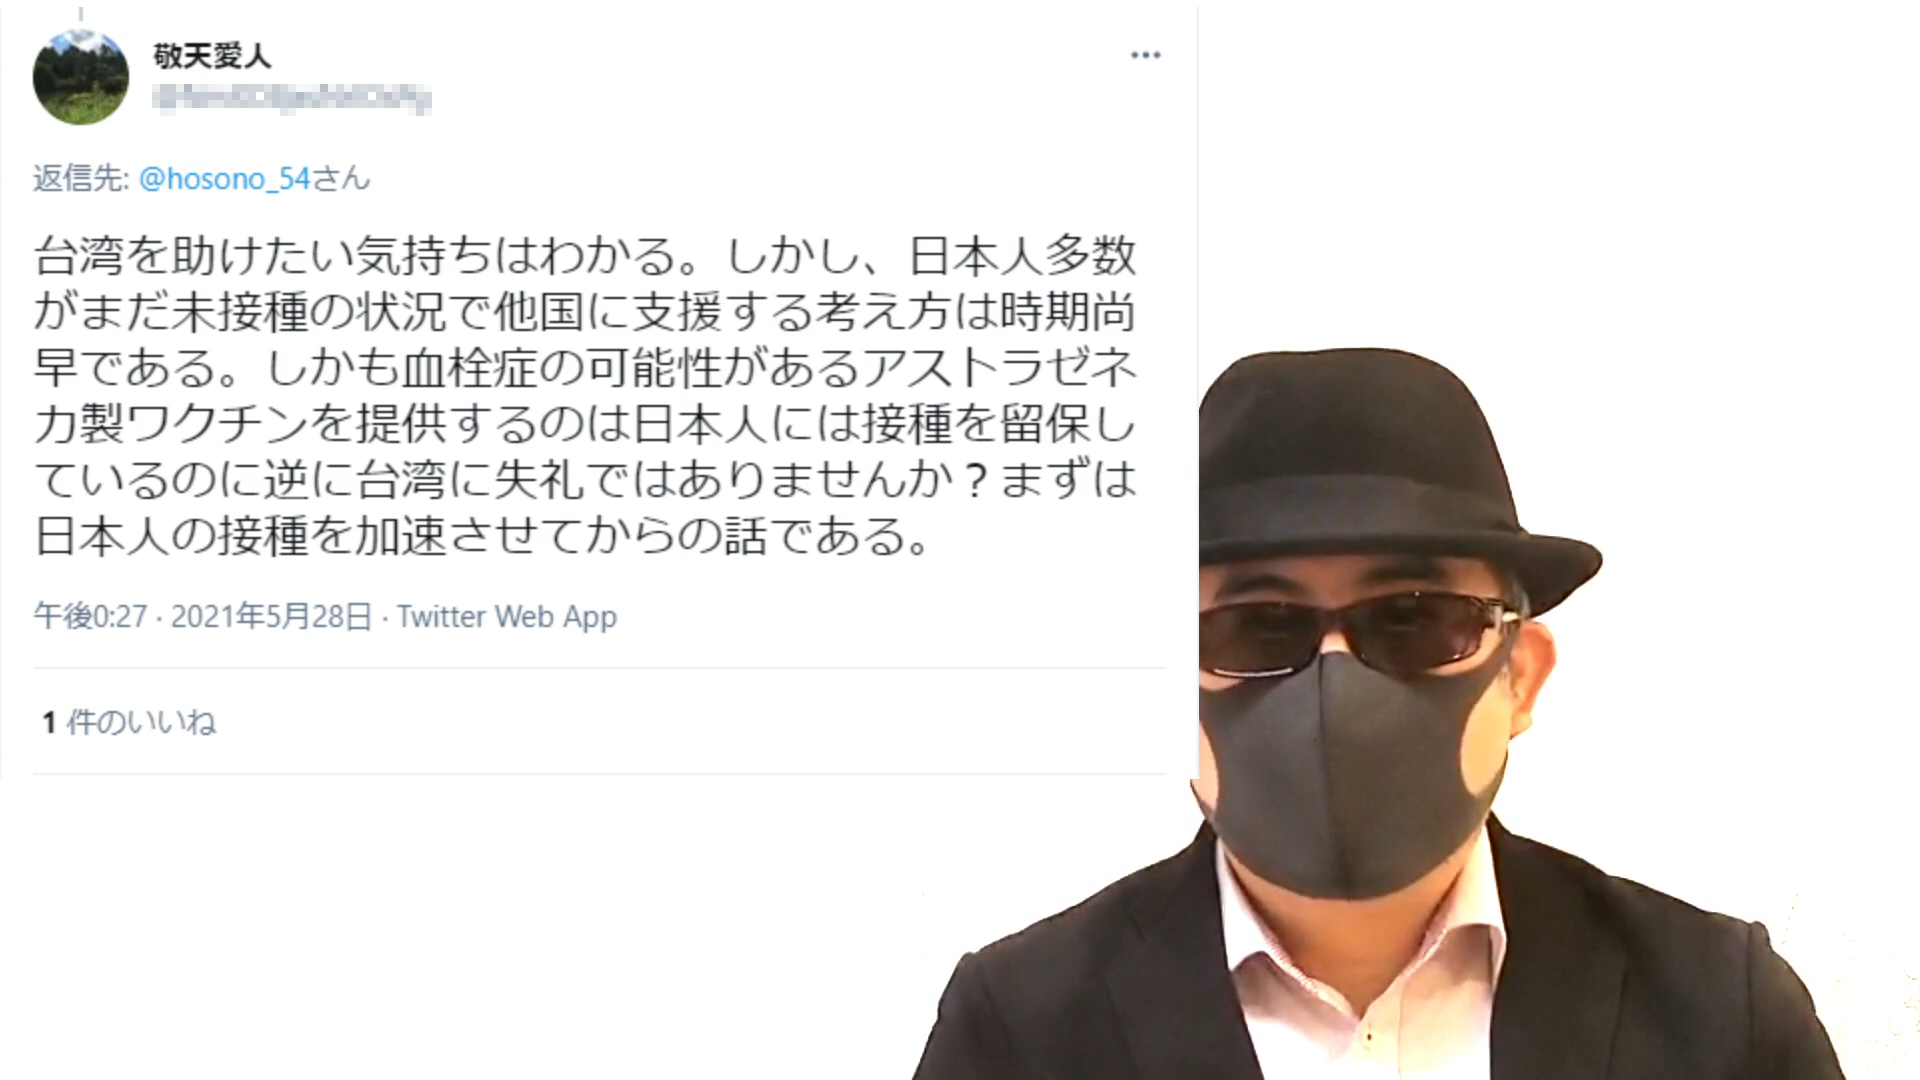 敬天愛人
返信先: @hosono_54さん
台湾を助けたい気持ちはわかる。しかし、日本人多数
がまだ未接種の状況で他国に支援する考え方は時期尚
早である。しかも血栓症の可能性があるアストラゼネ
カ製ワクチンを提供するのは日本人には接種を留保し
ているのに逆に台湾に失礼ではありませんか？まずは
日本人の接種を加速させてからの話である。
午後0:27 · 2021年5月28日 · Twitter Web App
1 件のいいね